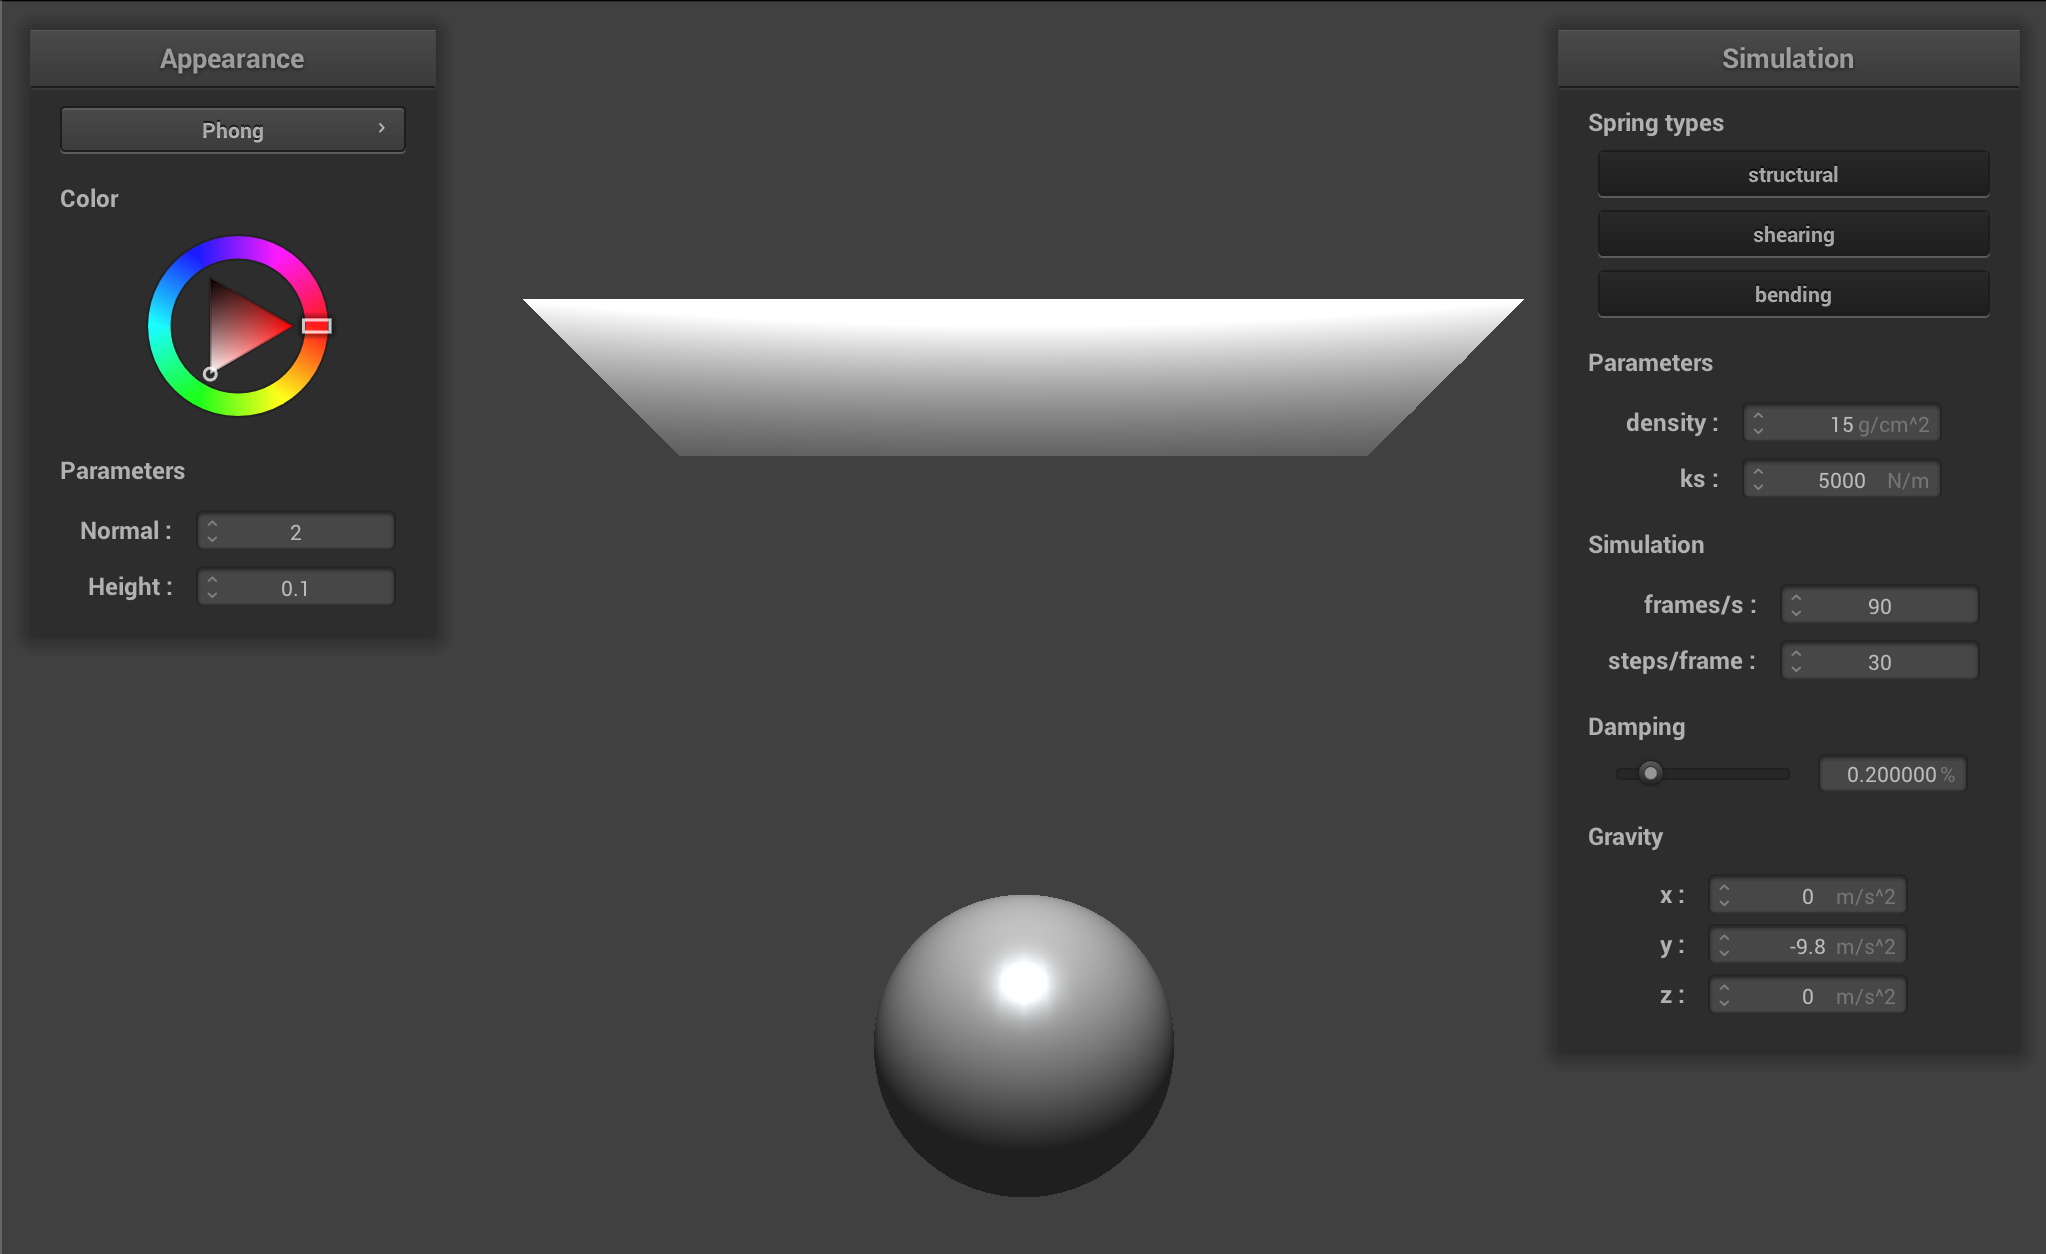 Appearance
Phong
Color
Parameters
Normal : 2
Height : 0.1
Simulation
Spring types
structural
shearing
bending
Parameters
density : 15 g/cm^2
ks : 5000 N/m
Simulation
frames/s : 90
steps/frame : 30
Damping
0.200000 %
Gravity
x : 0 m/s^2
y : -9.8 m/s^2
z : 0 m/s^2